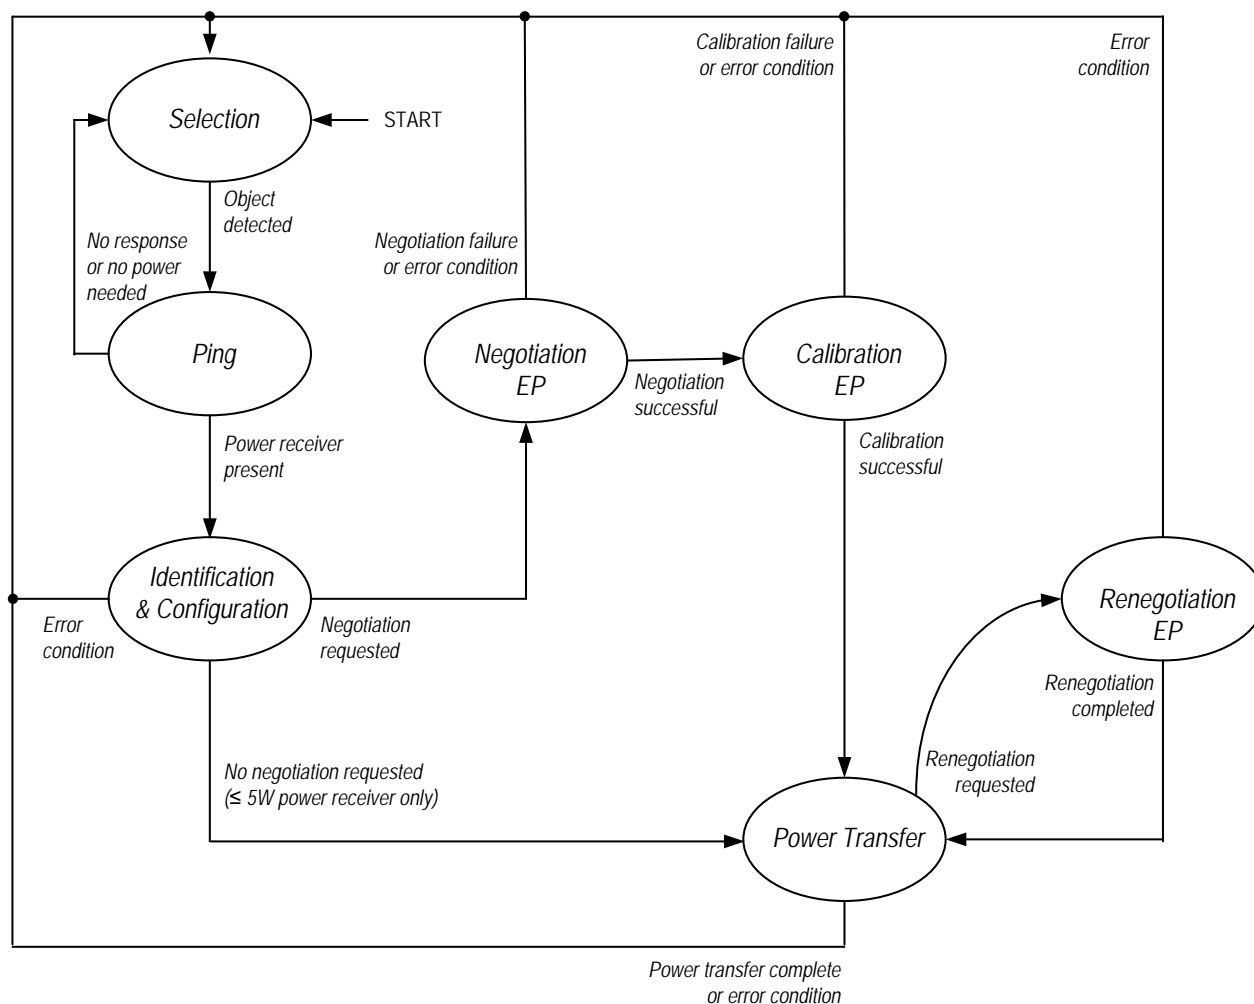 Calibration failure
or error condition
Error
condition
Selection
START
Object
detected
No response
or no power
needed
Negotiation failure
or error condition
Ping
Negotiation
EP
Negotiation
successful
Calibration
EP
Power receiver
present
Calibration
successful
Identification
& Configuration
Error
condition
Negotiation
requested
Renegotiation
EP
Renegotiation
completed
No negotiation requested
(≤ 5W power receiver only)
Renegotiation
requested
Power Transfer
Power transfer complete
or error condition